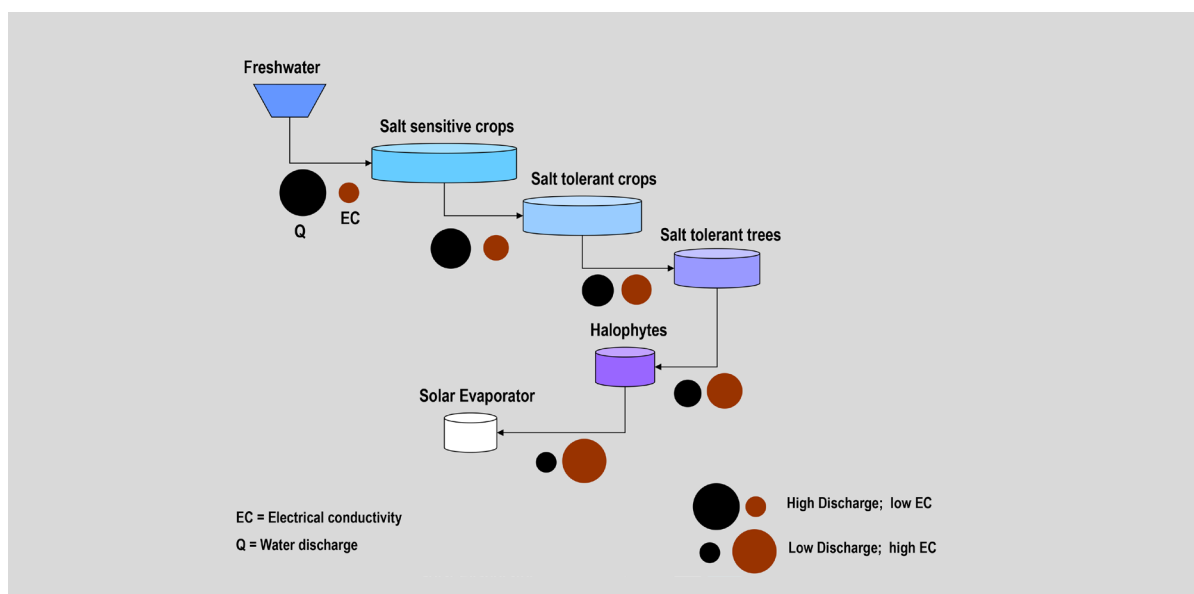 Freshwater
Salt sensitive crops
Salt tolerant crops
Q
EC
Salt tolerant trees
Halophytes
Solar Evaporator
High Discharge; low EC
EC = Electrical conductivity
Q = Water discharge
Low Discharge; high EC